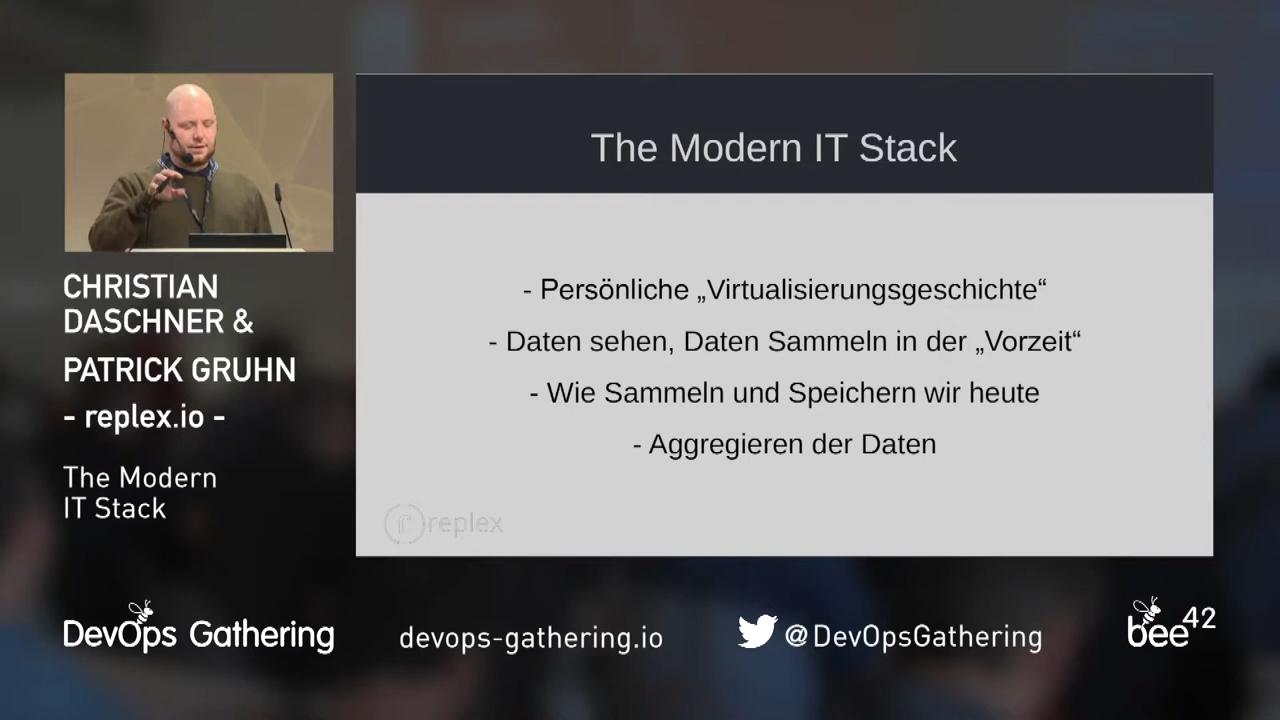 CHRISTIAN
DASCHNER &
PATRICK GRUHN
- replex.io -
The Modern
IT Stack
The Modern IT Stack
- Persönliche „Virtualisierungsgeschichte“
- Daten sehen, Daten Sammeln in der „Vorzeit“
- Wie Sammeln und Speichern wir heute
- Aggregieren der Daten
r replex
DevOps Gathering
devops-gathering.io
@DevOpsGathering
bee42